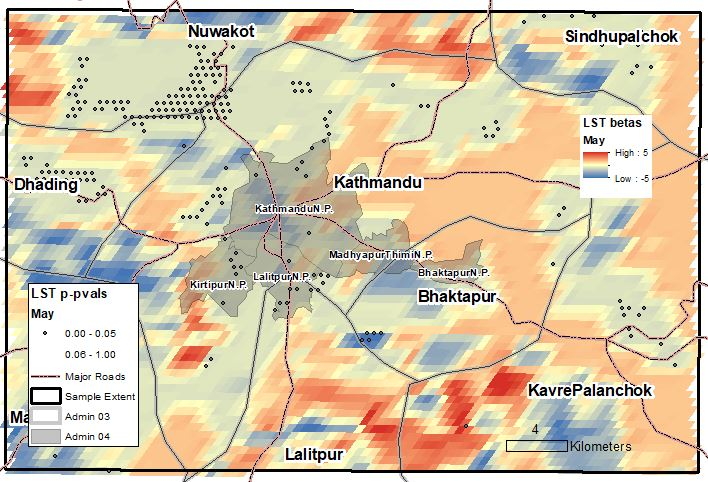 Nuwakot
Sindhupalchok
LST betas
May
High : 5
Low : -5
Dhading
Kathmandu
KathmanduN.P.
MadhyapurThimiN.P.
BhaktapurN.P.
LalitpurN.P.
KirtipurN.P.
Bhaktapur
LST p-pvals
May
0.00 - 0.05
0.06 - 1.00
Major Roads
Sample Extent
Admin 03
Admin 04
KavrePalanchok
Ma
4
Kilometers
Lalitpur